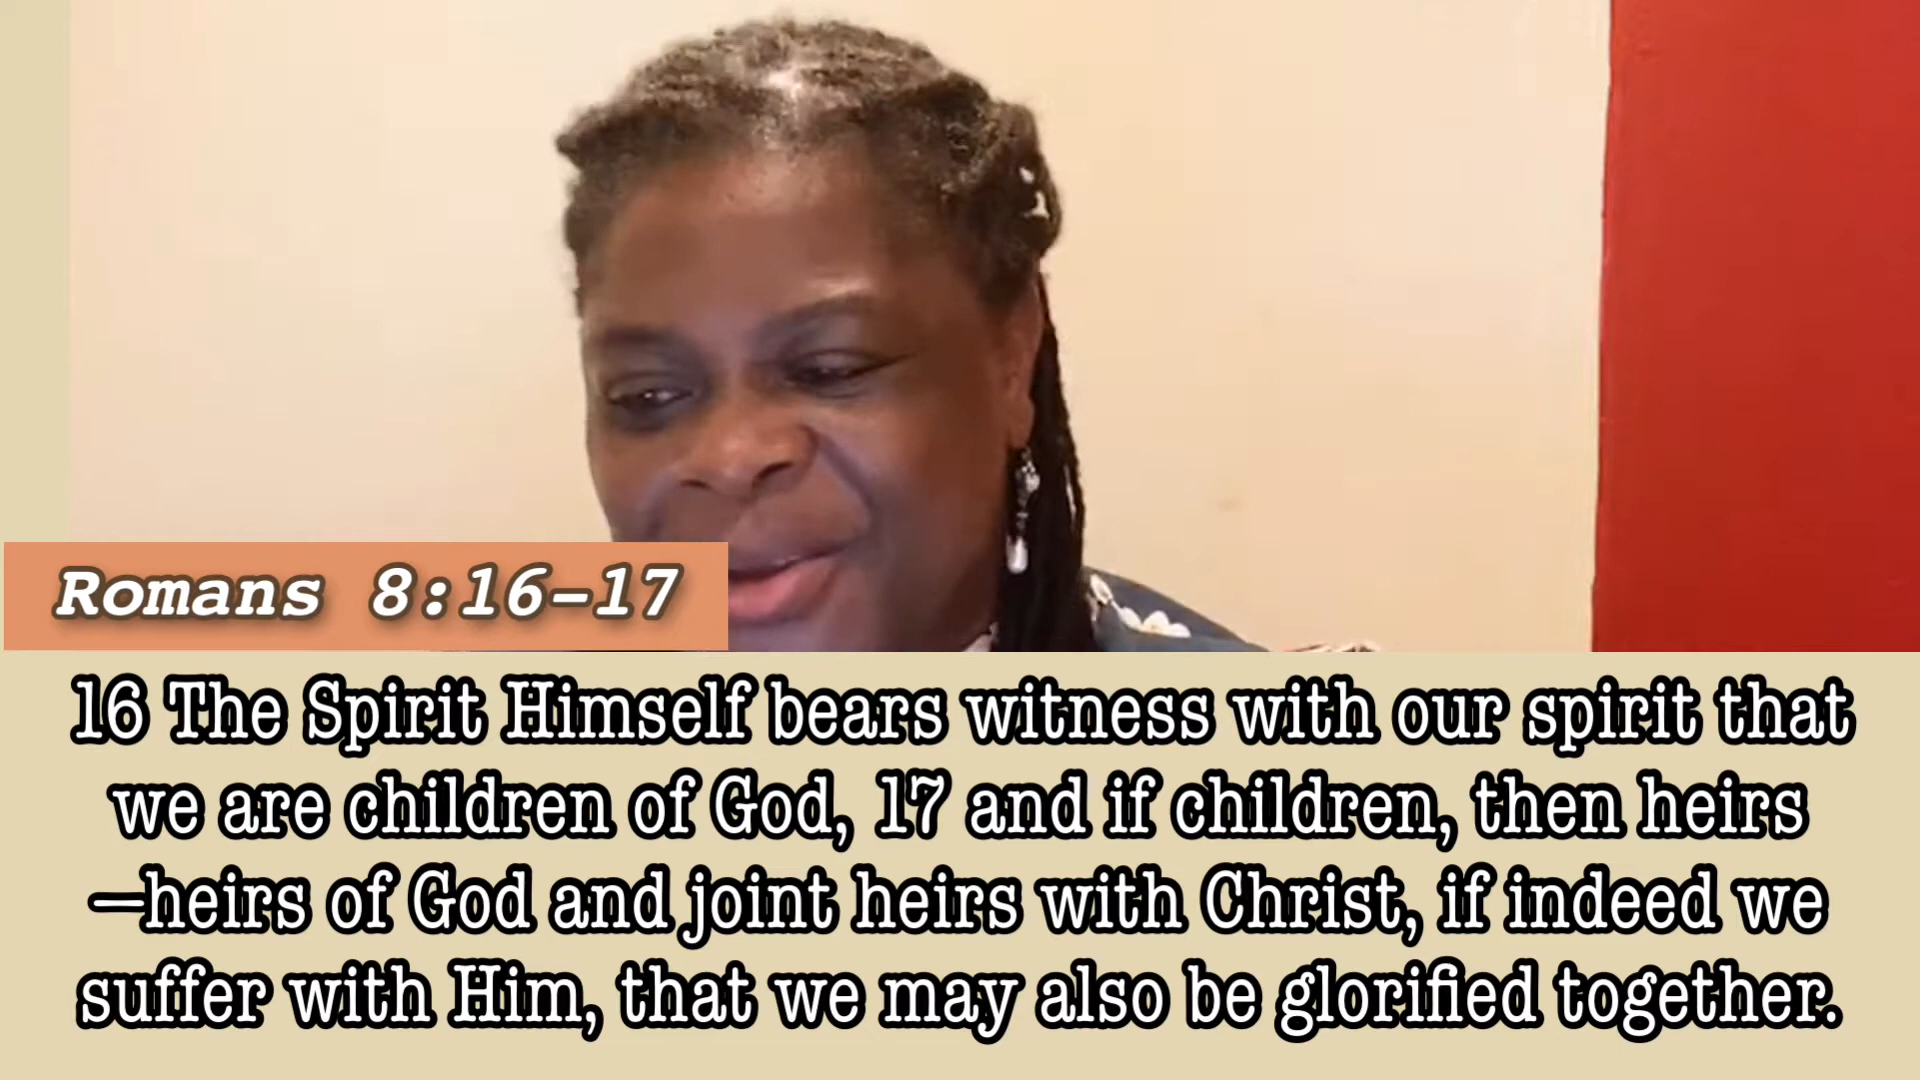 Romans 8:16-17
16 The Spirit Himself bears witness with our spirit that
we are children of God, 17 and if children, then heirs
—heirs of God and joint heirs with Christ, if indeed we
suffer with Him, that we may also be glorified together.